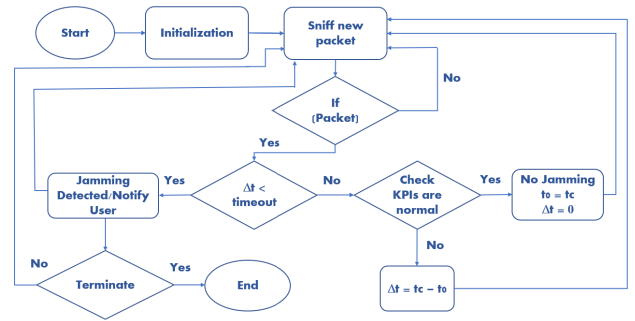 Start
Initialization
Sniff new
packet
If
(Packet)
No
Yes
Jamming
Detected/Notify
User
Yes
Δt <
timeout
No
Check
KPIs are
normal
Yes
No Jamming
t0 = tc
Δt = 0
No
No
Terminate
Yes
End
Δt = tc – t0